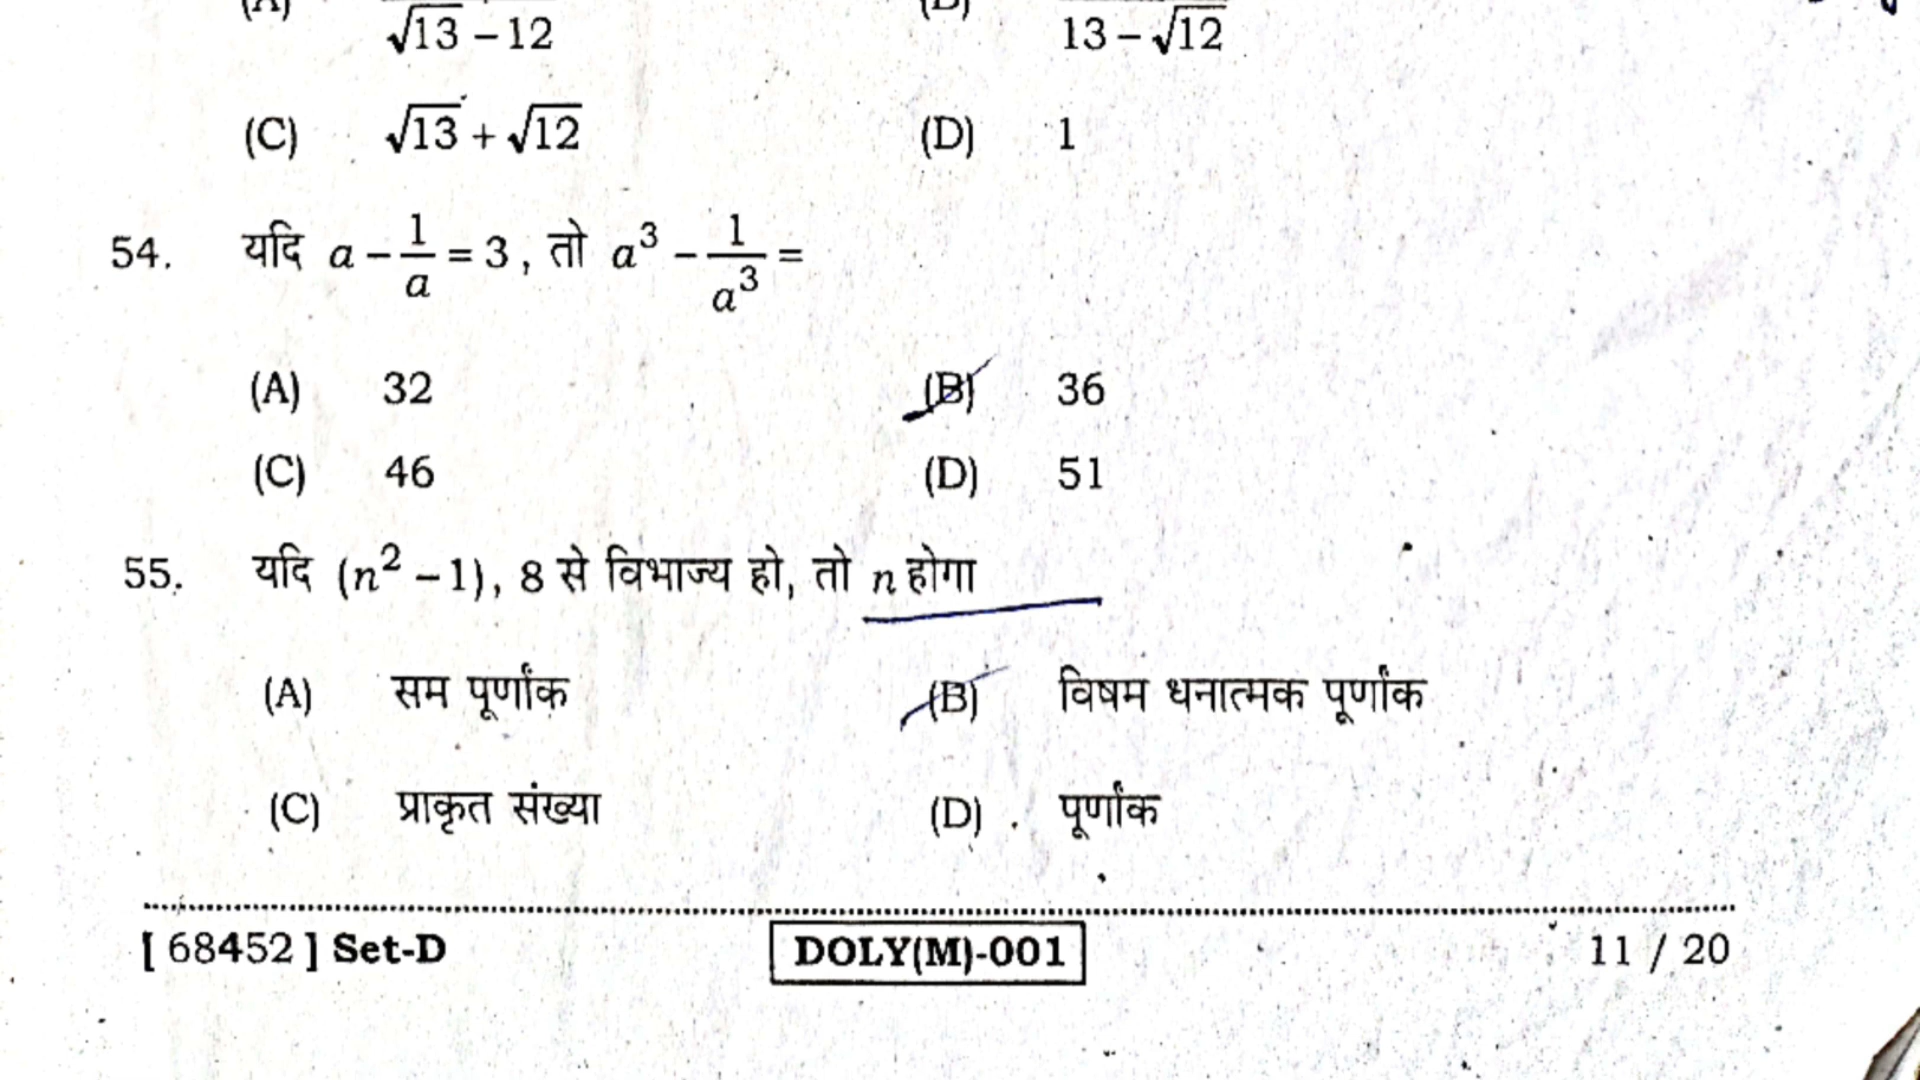 √13 – 12 13 – √12
(C) √13 + √12 (D) 1
54. यदि a – 1/a = 3, तो a³ – 1/a³ =
(A) 32 (B) 36
(C) 46 (D) 51
55. यदि (n² – 1), 8 से विभाज्य हो, तो n होगा
(A) सम पूर्णांक (B) विषम धनात्मक पूर्णांक
(C) प्राकृत संख्या (D) पूर्णांक
[ 68452 ] Set-D DOLY(M)-001 11 / 20